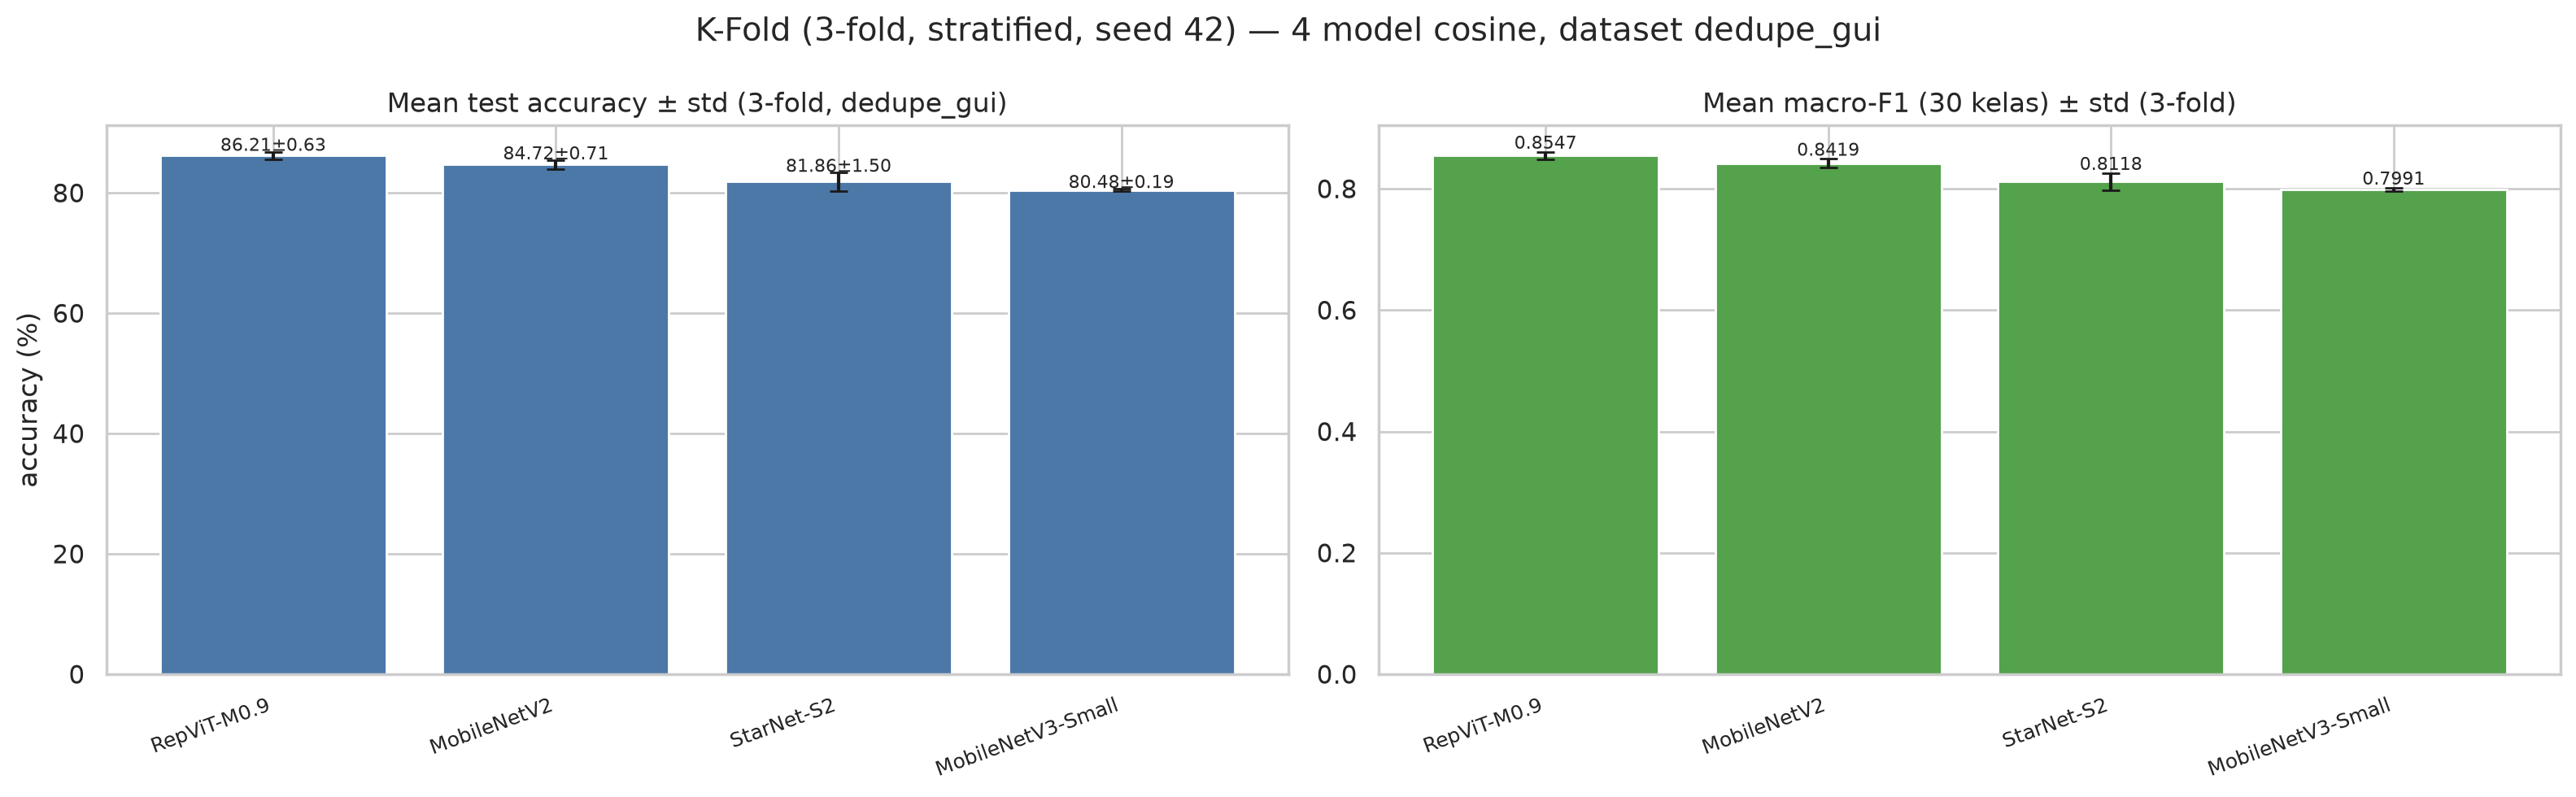 K-Fold (3-fold, stratified, seed 42) — 4 model cosine, dataset dedupe_gui
Mean test accuracy ± std (3-fold, dedupe_gui)
86.21±0.63
84.72±0.71
81.86±1.50
80.48±0.19
80
60
40
20
0
accuracy (%)
RepViT-M0.9
MobileNetV2
StarNet-S2
MobileNetV3-Small
Mean macro-F1 (30 kelas) ± std (3-fold)
0.8547
0.8419
0.8118
0.7991
0.8
0.6
0.4
0.2
0.0
RepViT-M0.9
MobileNetV2
StarNet-S2
MobileNetV3-Small